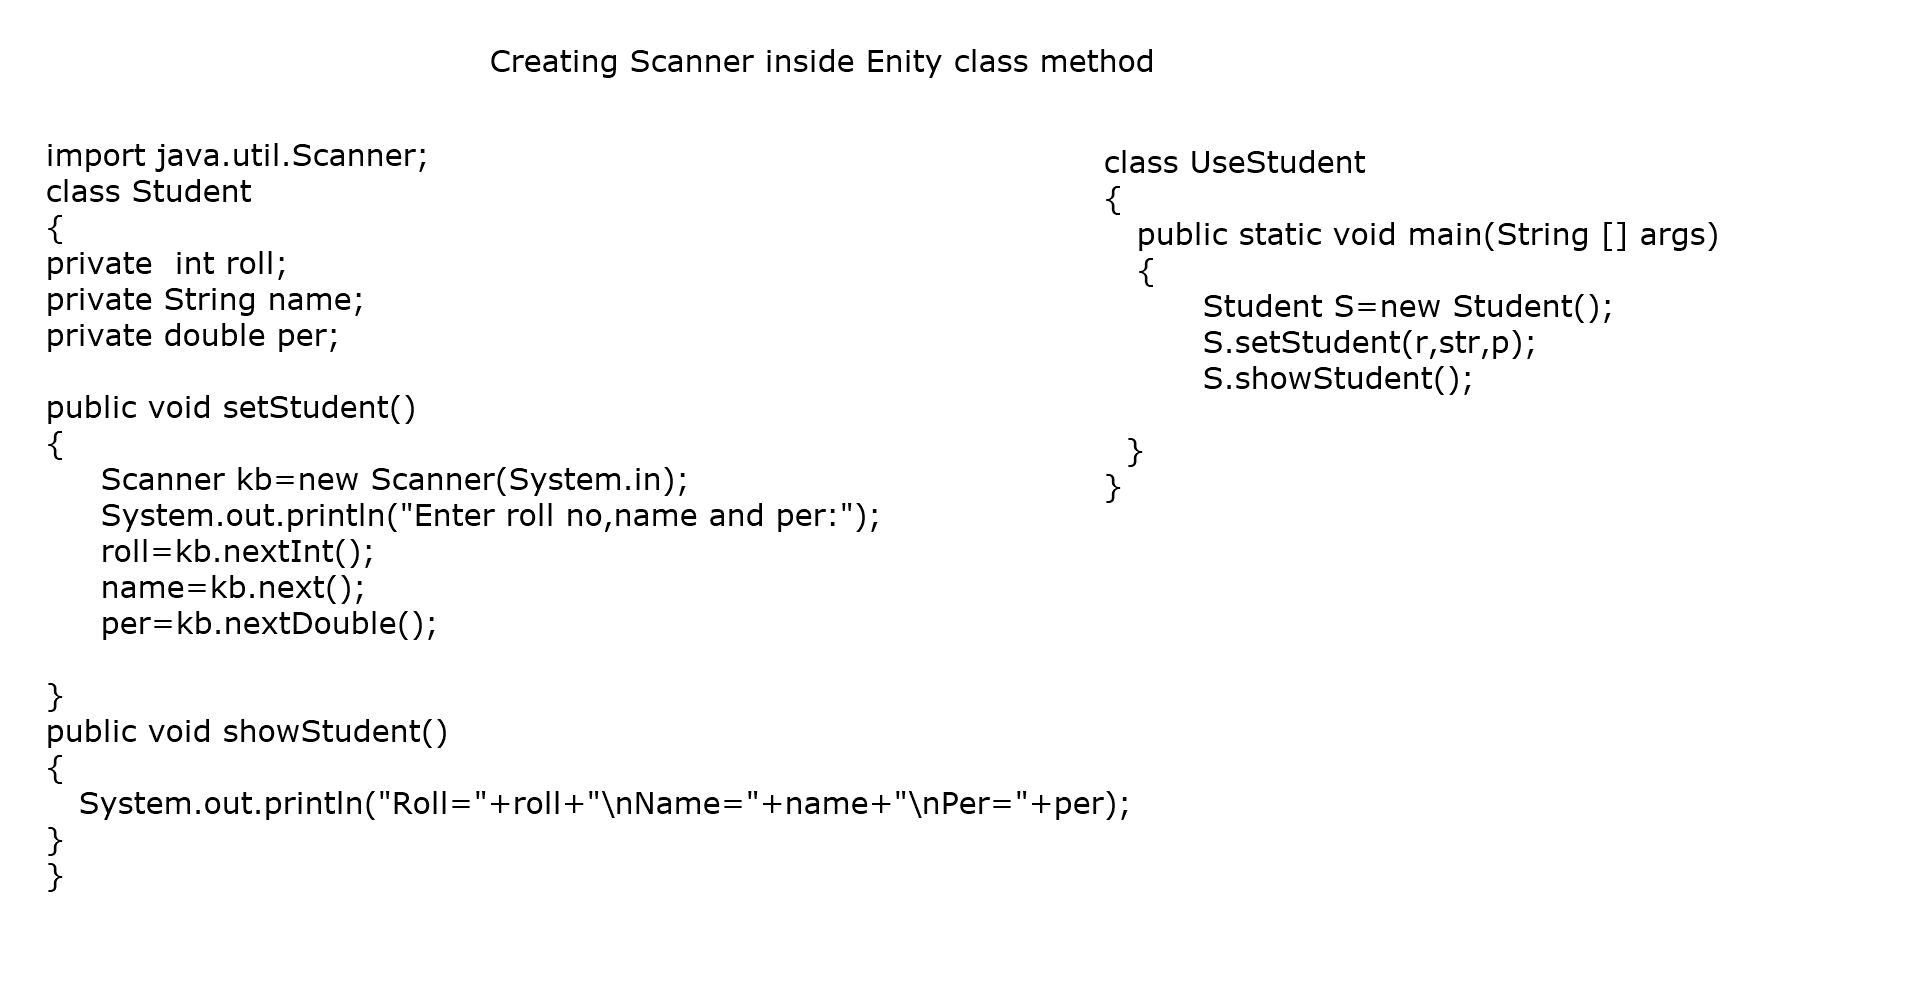 Creating Scanner inside Enity class method
import java.util.Scanner;
class Student
{
private  int roll;
private String name;
private double per;
public void setStudent()
{
Scanner kb=new Scanner(System.in);
System.out.println("Enter roll no,name and per:");
roll=kb.nextInt();
name=kb.next();
per=kb.nextDouble();
}
public void showStudent()
{
System.out.println("Roll="+roll+"\nName="+name+"\nPer="+per);
}
}
class UseStudent
{
public static void main(String [] args)
{
Student S=new Student();
S.setStudent(r,str,p);
S.showStudent();
}
}